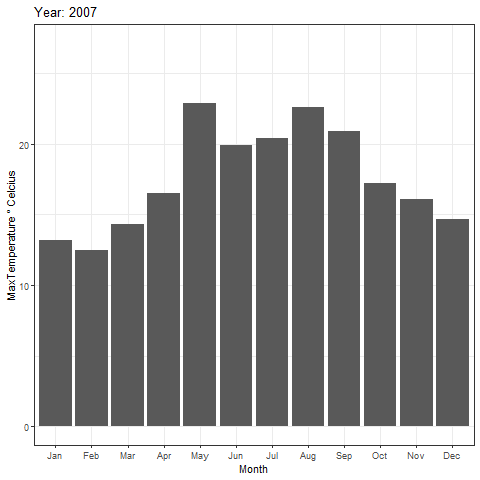 Year: 2007
MaxTemperature ° Celcius
20
10
0
Jan Feb Mar Apr May Jun Jul Aug Sep Oct Nov Dec
Month